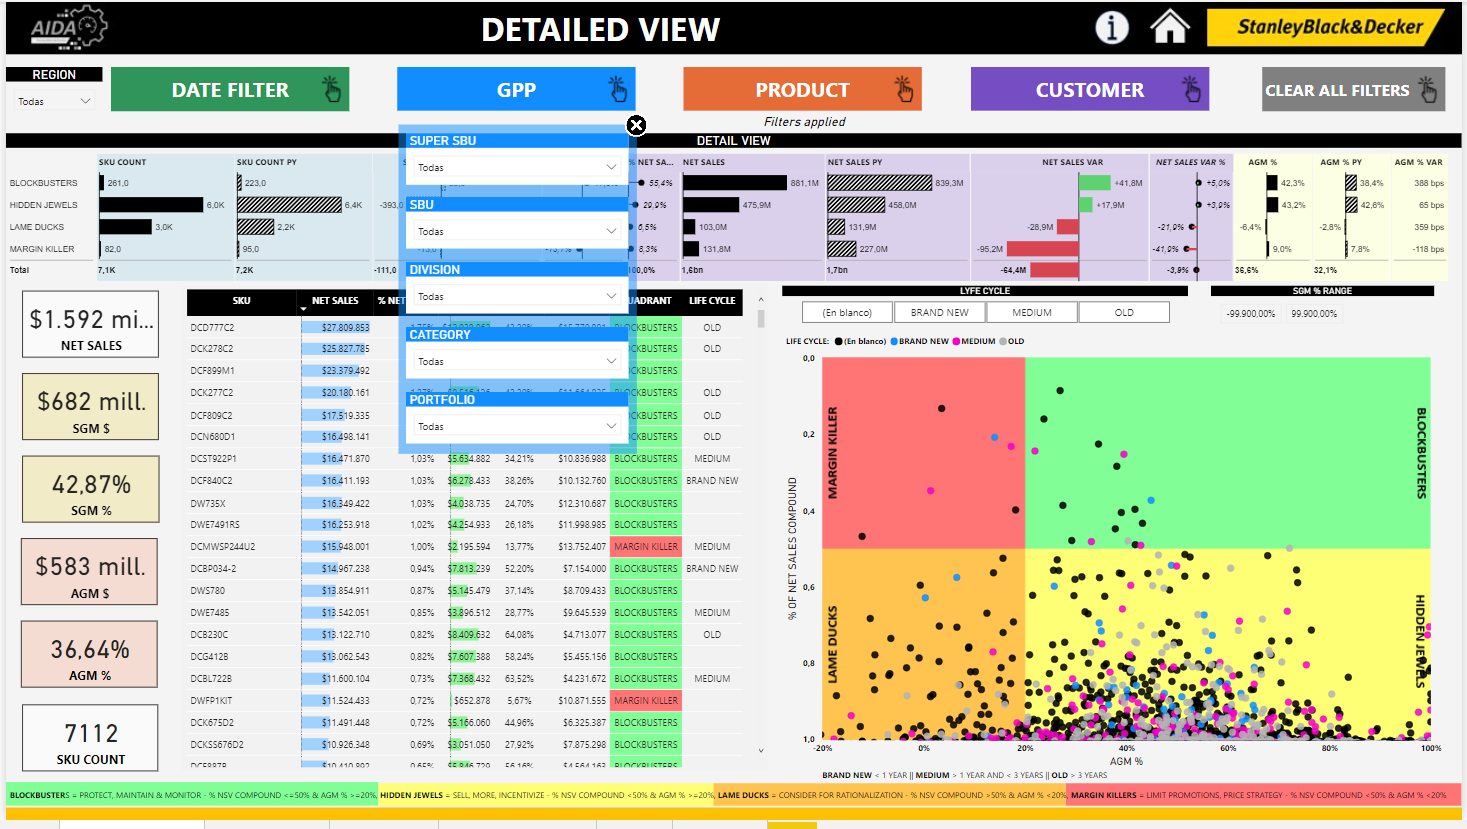 AIDA
DETAILED VIEW
StanleyBlack&Decker
REGION
Todas
DATE FILTER
GPP
PRODUCT
CUSTOMER
CLEAR ALL FILTERS
Filters applied
DETAIL VIEW
SUPER SBU
Todas
SBU
Todas
DIVISION
Todas
CATEGORY
Todas
PORTFOLIO
Todas
SKU COUNT SKU COUNT PY % NET SA... NET SALES NET SALES PY NET SALES VAR NET SALES VAR % AGM % AGM % PY AGM % VAR
BLOCKBUSTERS 261,0 223,0 55,4% 881,1M 839,3M +41,8M +5,0% 42,3% 38,4% 388 bps
HIDDEN JEWELS 6,0K 6,4K -393,0 29,9% 475,9M 458,0M +17,9M +3,9% 43,2% 42,6% 65 bps
LAME DUCKS 3,0K 2,2K 6,5% 103,0M 131,9M -28,9M -21,9% -6,4% -2,8% 359 bps
MARGIN KILLER 82,0 95,0 -13,0 8,3% 131,8M 227,0M -95,2M -41,9% 9,0% 7,8% -118 bps
Total 7,1K 7,2K -111,0 100,0% 1,6bn 1,7bn -64,4M -3,9% 36,6% 32,1%
$1.592 mi...
NET SALES
$682 mill.
SGM $
42,87%
SGM %
$583 mill.
AGM $
36,64%
AGM %
7112
SKU COUNT
SKU NET SALES % NET QUADRANT LIFE CYCLE
DCD777C2 $27.809.853 BLOCKBUSTERS OLD
DCK278C2 $25.827.785 BLOCKBUSTERS OLD
DCF899M1 $23.379.492 BLOCKBUSTERS
DCK277C2 $20.180.161 BLOCKBUSTERS OLD
DCF809C2 $17.519.335 BLOCKBUSTERS OLD
DCN680D1 $16.498.141 BLOCKBUSTERS OLD
DCST922P1 $16.471.870 1,03% $5.634.882 34,21% $10.836.988 BLOCKBUSTERS MEDIUM
DCF840C2 $16.411.193 1,03% $6.278.433 38,26% $10.132.760 BLOCKBUSTERS BRAND NEW
DW735X $16.349.422 1,03% $4.038.735 24,70% $12.310.687 BLOCKBUSTERS
DWE7491RS $16.253.918 1,02% $4.254.933 26,18% $11.998.985 BLOCKBUSTERS
DCMWSP244U2 $15.948.001 1,00% $2.195.594 13,77% $13.752.407 MARGIN KILLER MEDIUM
DCBP034-2 $14.967.238 0,94% $7.813.239 52,20% $7.154.000 BLOCKBUSTERS BRAND NEW
DWS780 $13.854.911 0,87% $5.145.479 37,14% $8.709.433 BLOCKBUSTERS
DWE7485 $13.542.051 0,85% $3.896.512 28,77% $9.645.539 BLOCKBUSTERS MEDIUM
DCB230C $13.122.710 0,82% $8.409.632 64,08% $4.713.077 BLOCKBUSTERS OLD
DCG412B $13.062.543 0,82% $7.607.388 58,24% $5.455.156 BLOCKBUSTERS
DCBL722B $11.600.104 0,73% $7.368.432 63,52% $4.231.672 BLOCKBUSTERS MEDIUM
DWFP1KIT $11.524.433 0,72% $652.878 5,67% $10.871.555 MARGIN KILLER
DCK675D2 $11.491.448 0,72% $5.166.060 44,96% $6.325.387 BLOCKBUSTERS
DCKSS676D2 $10.926.348 0,69% $3.051.050 27,92% $7.875.298 BLOCKBUSTERS
DCF887B $10.410.892 0,65% $5.846.729 56,16% $4.564.163 BLOCKBUSTERS
LYFE CYCLE
(En blanco) BRAND NEW MEDIUM OLD
SGM % RANGE
-99.900,00% 99.900,00%
LIFE CYCLE: (En blanco) BRAND NEW MEDIUM OLD
% OF NET SALES COMPOUND
0,0
0,2
0,4
0,6
0,8
1,0
MARGIN KILLER
BLOCKBUSTERS
LAME DUCKS
HIDDEN JEWELS
-20% 0% 20% 40% 60% 80% 100%
AGM %
BRAND NEW < 1 YEAR || MEDIUM > 1 YEAR AND < 3 YEARS || OLD > 3 YEARS
BLOCKBUSTERS = PROTECT, MAINTAIN & MONITOR - % NSV COMPOUND <=50% & AGM % >=20%, HIDDEN JEWELS = SELL, MORE, INCENTIVIZE - % NSV COMPOUND <50% & AGM % >=20%, LAME DUCKS = CONSIDER FOR RATIONALIZATION - % NSV COMPOUND >50% & AGM % <20%, MARGIN KILLERS = LIMIT PROMOTIONS, PRICE STRATEGY - % NSV COMPOUND <50% & AGM % <20%